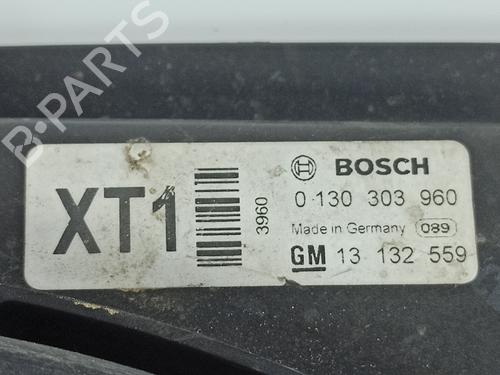 B-PARTS
XT1
3960
BOSCH
0 130 303 960
Made in Germany 089
GM 13 132 559